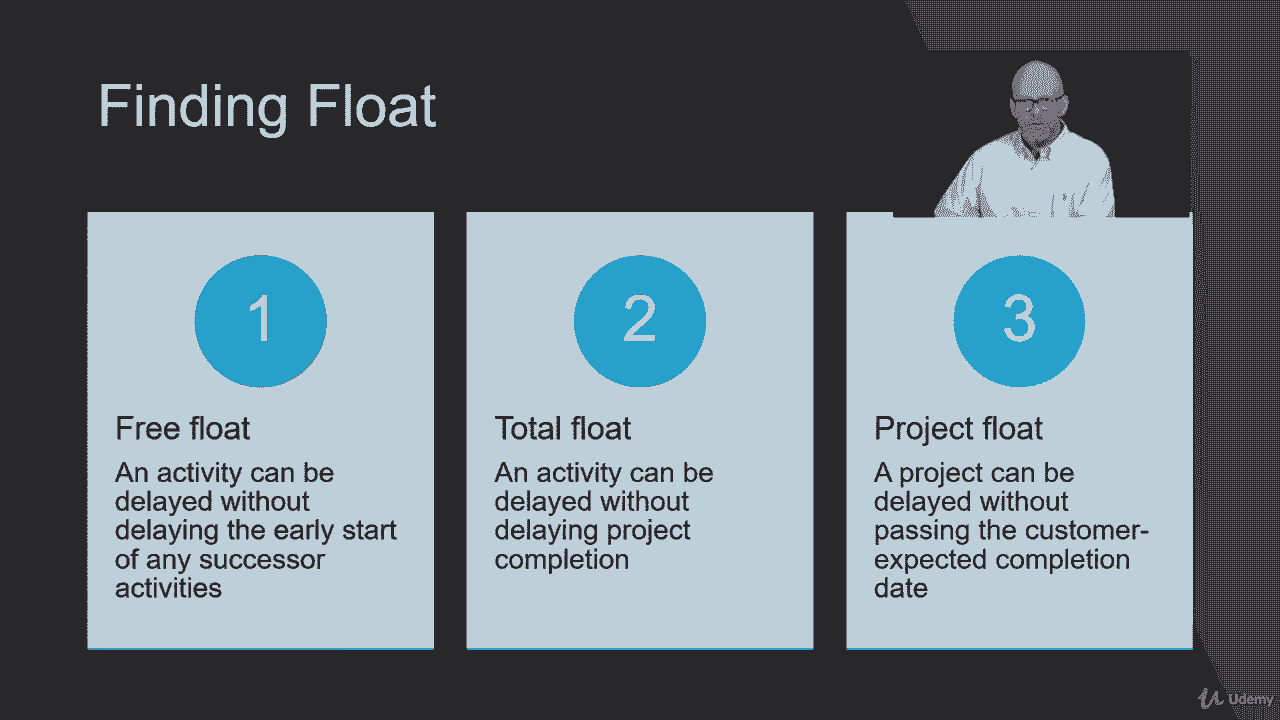 Finding Float
1
Free float
An activity can be
delayed without
delaying the early start
of any successor
activities
2
Total float
An activity can be
delayed without
delaying project
completion
3
Project float
A project can be
delayed without
passing the customer-
expected completion
date
Udemy